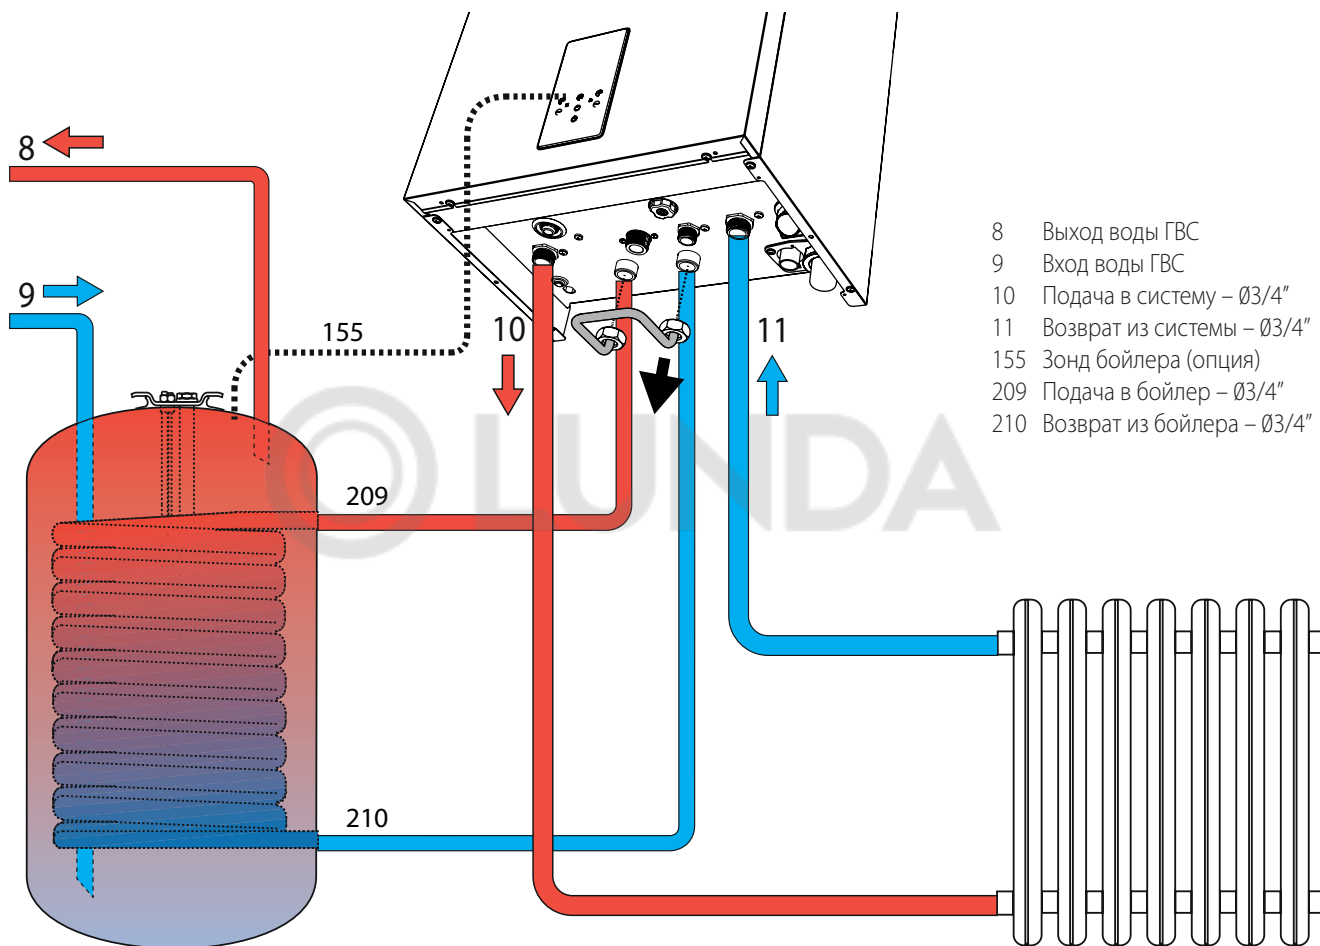 8
9
155
10
11
209
210
8 Выход воды ГВС
9 Вход воды ГВС
10 Подача в систему – Ø3/4"
11 Возврат из системы – Ø3/4"
155 Зонд бойлера (опция)
209 Подача в бойлер – Ø3/4"
210 Возврат из бойлера – Ø3/4"
LUNDA